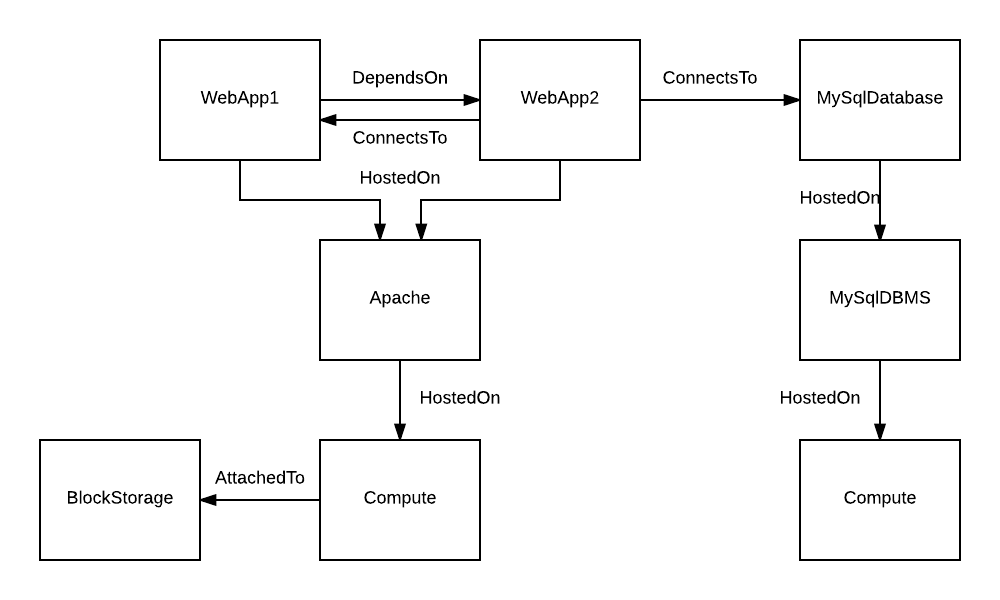 WebApp1
DependsOn
WebApp2
ConnectsTo
MySqlDatabase
ConnectsTo
HostedOn
HostedOn
Apache
MySqlDBMS
HostedOn
HostedOn
BlockStorage
AttachedTo
Compute
Compute